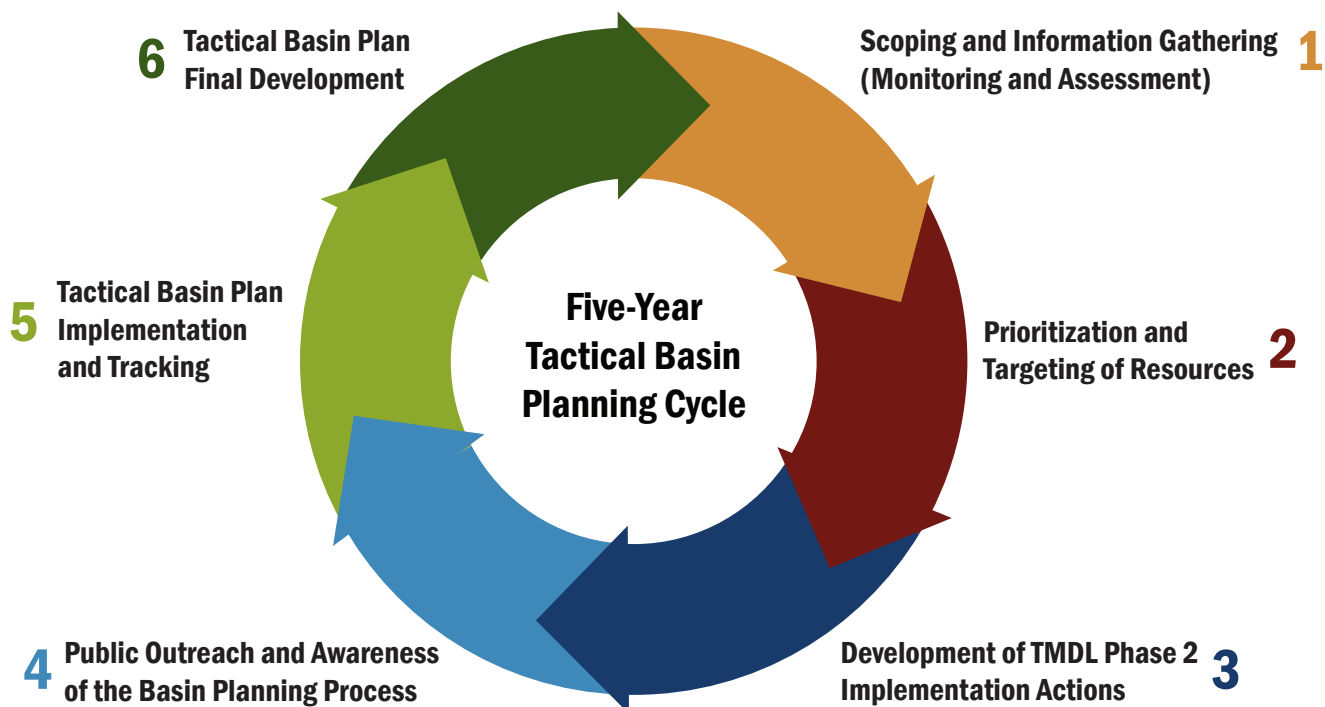 Five-Year
Tactical Basin
Planning Cycle
1
Scoping and Information Gathering
(Monitoring and Assessment)
2
Prioritization and
Targeting of Resources
3
Development of TMDL Phase 2
Implementation Actions
4
Public Outreach and Awareness
of the Basin Planning Process
5
Tactical Basin Plan
Implementation
and Tracking
6
Tactical Basin Plan
Final Development